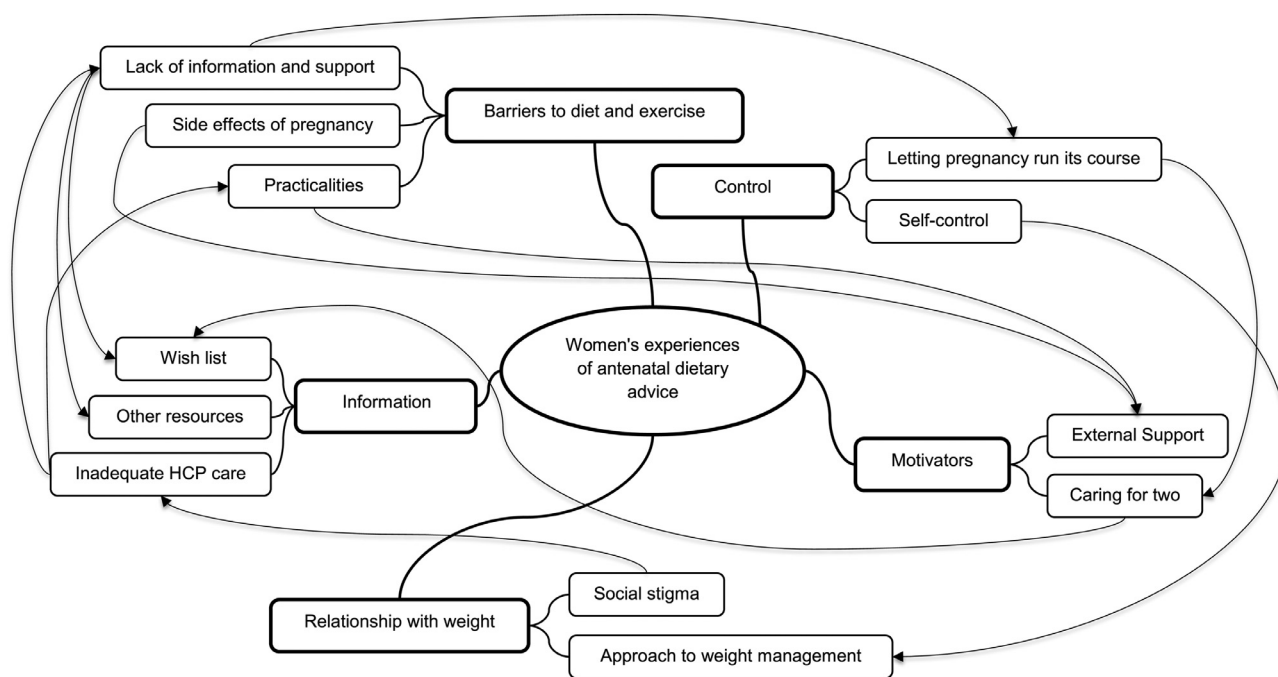 Lack of information and support
Side effects of pregnancy
Practicalities
Barriers to diet and exercise
Control
Letting pregnancy run its course
Self-control
Women's experiences
of antenatal dietary
advice
Wish list
Other resources
Inadequate HCP care
Information
Motivators
External Support
Caring for two
Relationship with weight
Social stigma
Approach to weight management